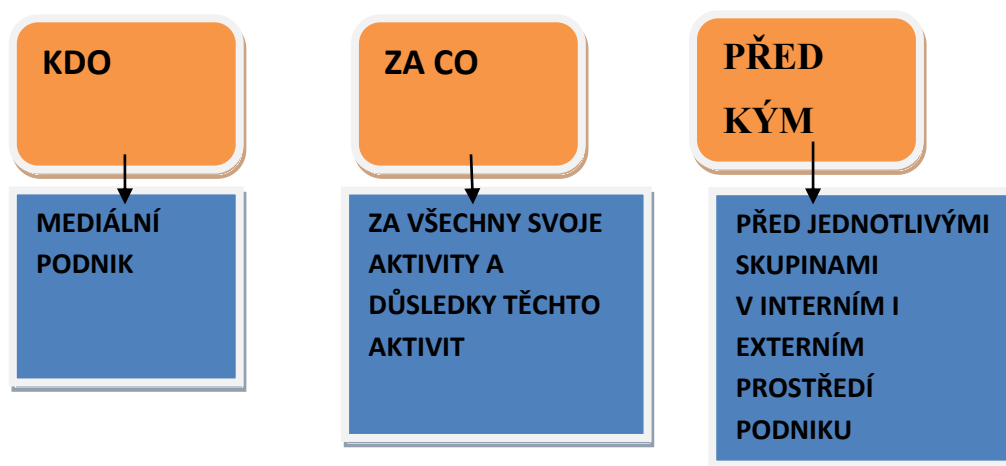 KDO
MEDIÁLNÍ
PODNIK
ZA CO
ZA VŠECHNY SVOJE
AKTIVITY A
DŮSLEDKY TĚCHTO
AKTIVIT
PŘED
KÝM
PŘED JEDNOTLIVÝMI
SKUPINAMI
V INTERNÍM I
EXTERNÍM
PROSTŘEDÍ
PODNIKU